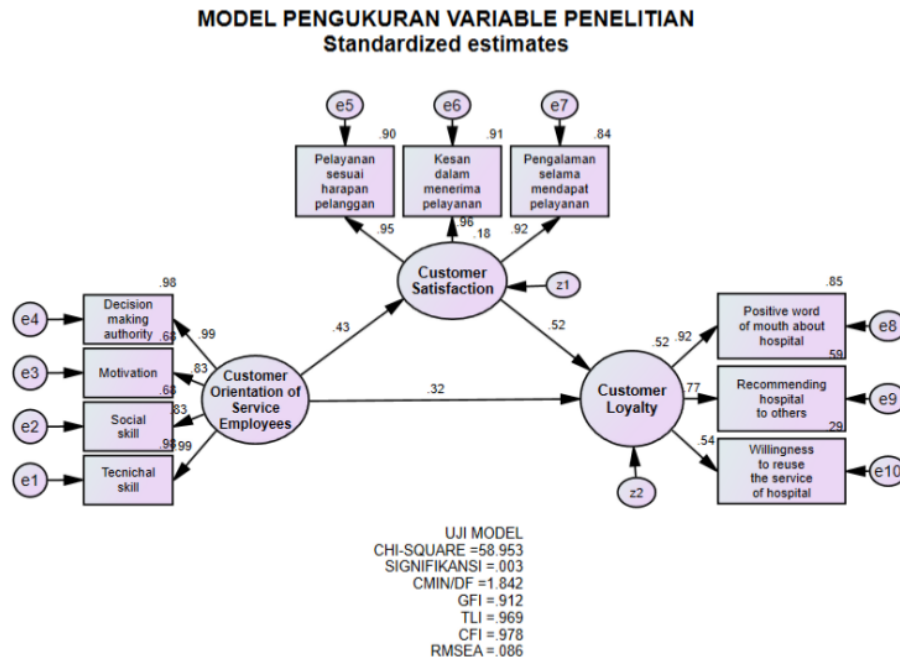 MODEL PENGUKURAN VARIABLE PENELITIAN
Standardized estimates
e5
e6
e7
.90
.91
.84
Pelayanan
sesuai
harapan
pelanggan
Kesan
dalam
menerima
pelayanan
Pengalaman
selama
mendapat
pelayanan
.95
.96
.18
.92
Customer
Satisfaction
z1
.43
.52
.32
.98
e4
Decision
making
authority
.99
.68
e3
Motivation
.83
.68
e2
Social
skill
.83
.98
e1
Tecnichal
skill
.99
Customer
Orientation of
Service
Employees
.52
Customer
Loyalty
z2
.85
.92
Positive word
of mouth about
hospital
e8
.59
.77
Recommending
hospital
to others
e9
.29
.54
Willingness
to reuse
the service
of hospital
e10
UJI MODEL
CHI-SQUARE =58.953
SIGNIFIKANSI =.003
CMIN/DF =1.842
GFI =.912
TLI =.969
CFI =.978
RMSEA =.086